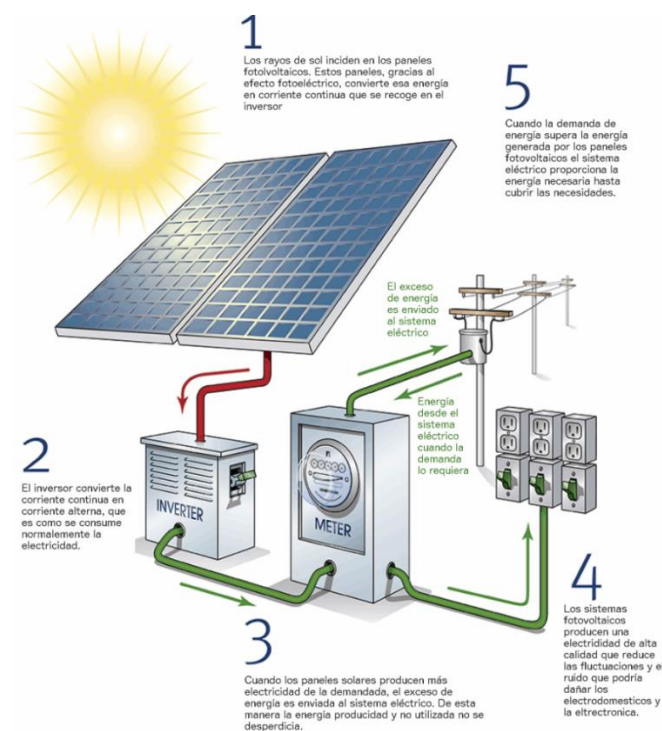 1
Los rayos de sol inciden en los paneles
fotolvoltaicos. Estos paneles, gracias al
efecto fotoeléctrico, convierte esa energía
en corriente continua que se recoge en el
inversor
5
Cuando la demanda de
energía supera la energía
generada por los paneles
fotovoltaicos el sistema
eléctrico proporciona la
energía necesaria hasta
cubrir las necesidades.
El exceso
de energía
es enviado
al sistema
eléctrico
Energía
desde el
sistema
eléctrico
cuando la
demanda
lo requiera
2
El inversor convierte la
corriente continua en
corriente alterna, que
es como se consume
normalemente la
electricidad.
INVERTER
METER
3
Cuando los paneles solares producen más
electricidad de la demandada, el exceso de
energía es enviada al sistema eléctrico. De esta
manera la energía producidad y no utilizada no se
desperdicia.
4
Los sistemas
fotovoltaicos
producen una
electrididad de alta
calidad que reduce
las fluctuaciones y e
ruído que podría
dañar los
electrodomesticos y
la eltrectronica.